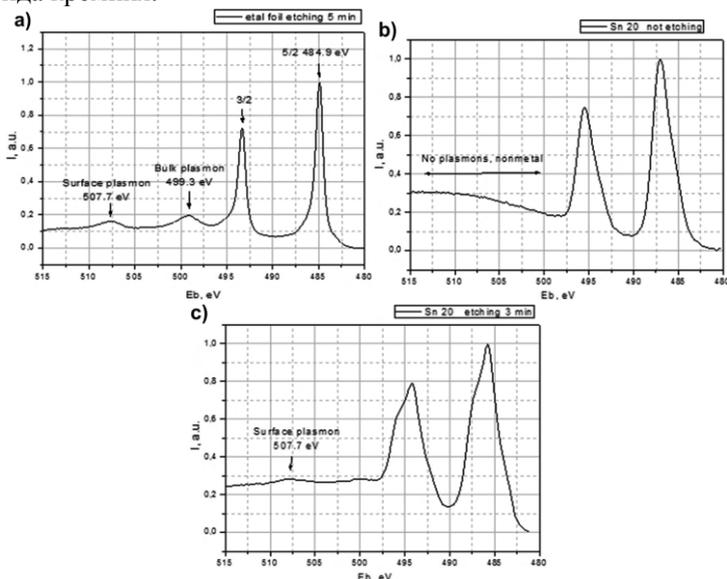 a)
etal foil etching 5 min
5/2 484.9 eV
3/2
Bulk plasmon
499.3 eV
Surface plasmon
507.7 eV
I, a.u.
1,2
1,0
0,8
0,6
0,4
0,2
0,0
515 510 505 500 495 490 485 480
Eb, eV
b)
Sn 20 not etching
No plasmons, nonmetal
I, a.u.
1,0
0,8
0,6
0,4
0,2
0,0
515 510 505 500 495 490 485 480
Eb, eV
c)
Sn 20 etching 3 min
Surface plasmon
507.7 eV
I, a.u.
1,0
0,8
0,6
0,4
0,2
0,0
515 510 505 500 495 490 485 480
Eb, eV